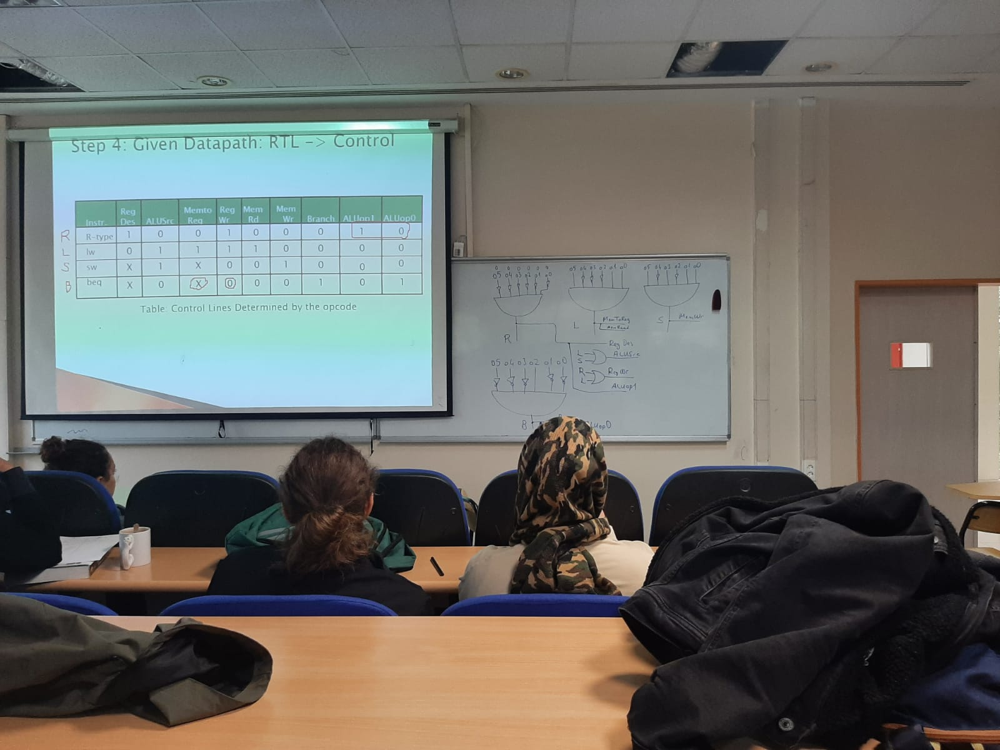 Step 4: Given Datapath: RTL -> Control
Instr. Reg Des ALUSrc Memto Reg Reg Wr Mem Rd Mem Wr Branch ALUop1 ALUop0
R R-type 1 0 0 1 0 0 0 1 0
L lw 0 1 1 1 1 0 0 0 0
S sw X 1 X 0 0 1 0 0 0
B beq X 0 X 0 0 0 1 0 1
Table: Control Lines Determined by the opcode
0 0 0 0 0 0
o5 o4 o3 o2 o1 o0
R
o5 o4 o3 o2 o1 o0
L
MemToReg
MemRead
o5 o4 o3 o2 o1 o0
S
MemWr
Reg Des
L
S
ALUSrc
R
L
RegWr
ALUop1
o5 o4 o3 o2 o1 o0
B
ALUop0